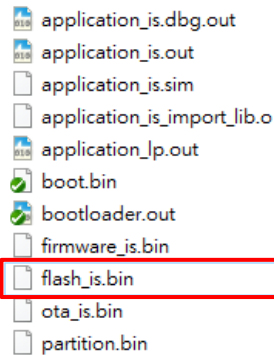 application_is.dbg.out
application_is.out
application_is.sim
application_is_import_lib.o
application_lp.out
boot.bin
bootloader.out
firmware_is.bin
flash_is.bin
ota_is.bin
partition.bin